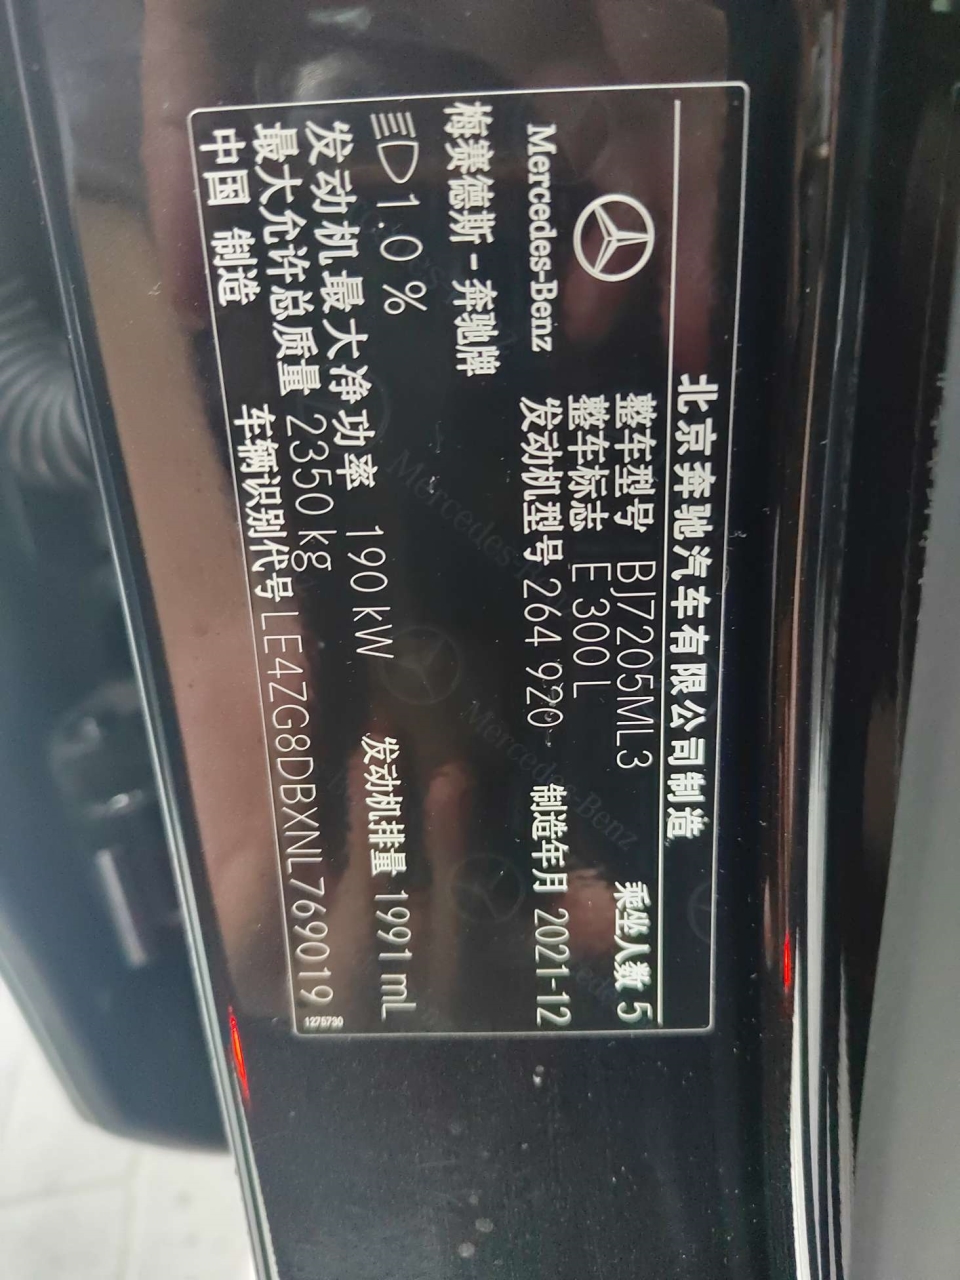 北京奔驰汽车有限公司制造
整车型号 BJ7205ML3 乘坐人数 5
整车标志 E 300 L
Mercedes-Benz 发动机型号 264 920 制造年月 2021-12
梅赛德斯-奔驰牌
1.0%
发动机最大净功率 190 kW 发动机排量 1991 mL
最大允许总质量 2350 kg
中国 制造 车辆识别代号 LE4ZG8DBXNL769019
1275730